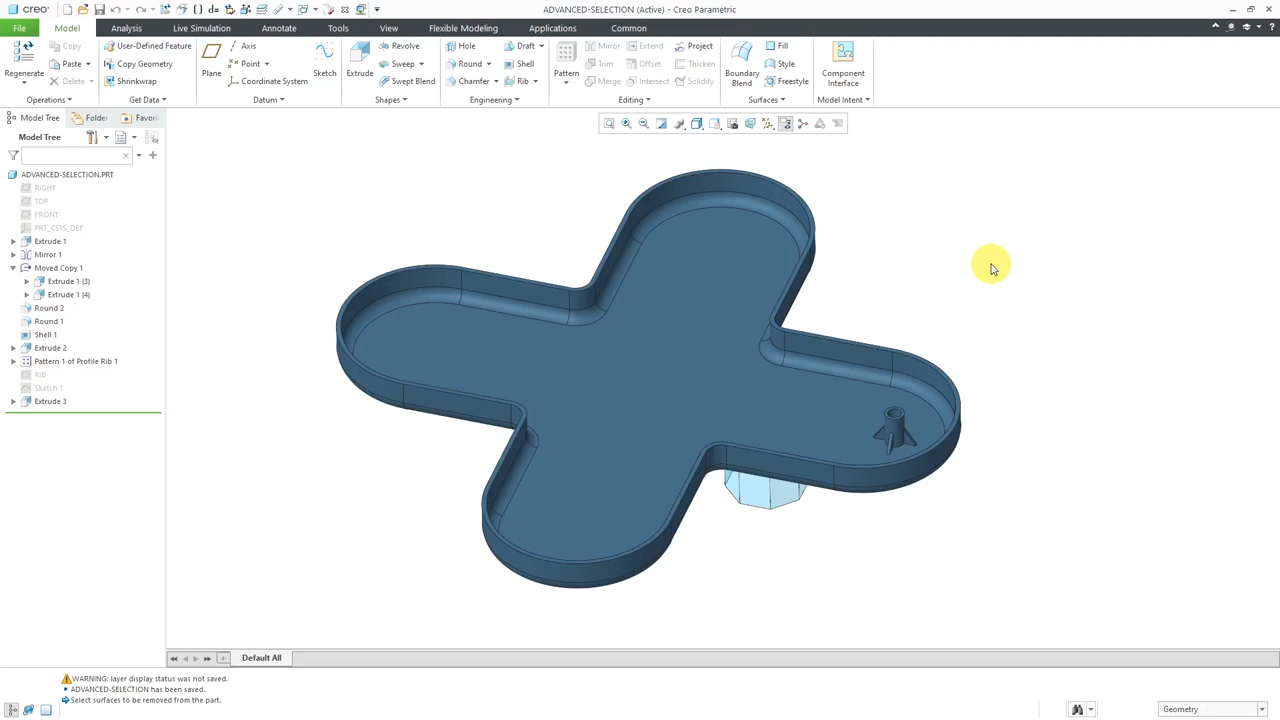 creo
ADVANCED-SELECTION (Active) - Creo Parametric
File Model Analysis Live Simulation Annotate Tools View Flexible Modeling Applications Common
Regenerate
Copy
Paste
Delete
User-Defined Feature
Copy Geometry
Shrinkwrap
Plane
Axis
Point
Coordinate System
Sketch
Extrude
Revolve
Sweep
Swept Blend
Hole
Round
Chamfer
Draft
Shell
Rib
Pattern
Mirror
Trim
Merge
Extend
Offset
Intersect
Project
Thicken
Solidify
Boundary
Blend
Fill
Style
Freestyle
Component
Interface
Operations Get Data Datum Shapes Engineering Editing Surfaces Model Intent
Model Tree Folder Favori
Model Tree
ADVANCED-SELECTION.PRT
RIGHT
TOP
FRONT
PRT_CSYS_DEF
Extrude 1
Mirror 1
Moved Copy 1
Extrude 1 (3)
Extrude 1 (4)
Round 2
Round 1
Shell 1
Extrude 2
Pattern 1 of Profile Rib 1
RIB
Sketch 1
Extrude 3
Default All
WARNING: layer display status was not saved.
ADVANCED-SELECTION has been saved.
Select surfaces to be removed from the part.
Geometry